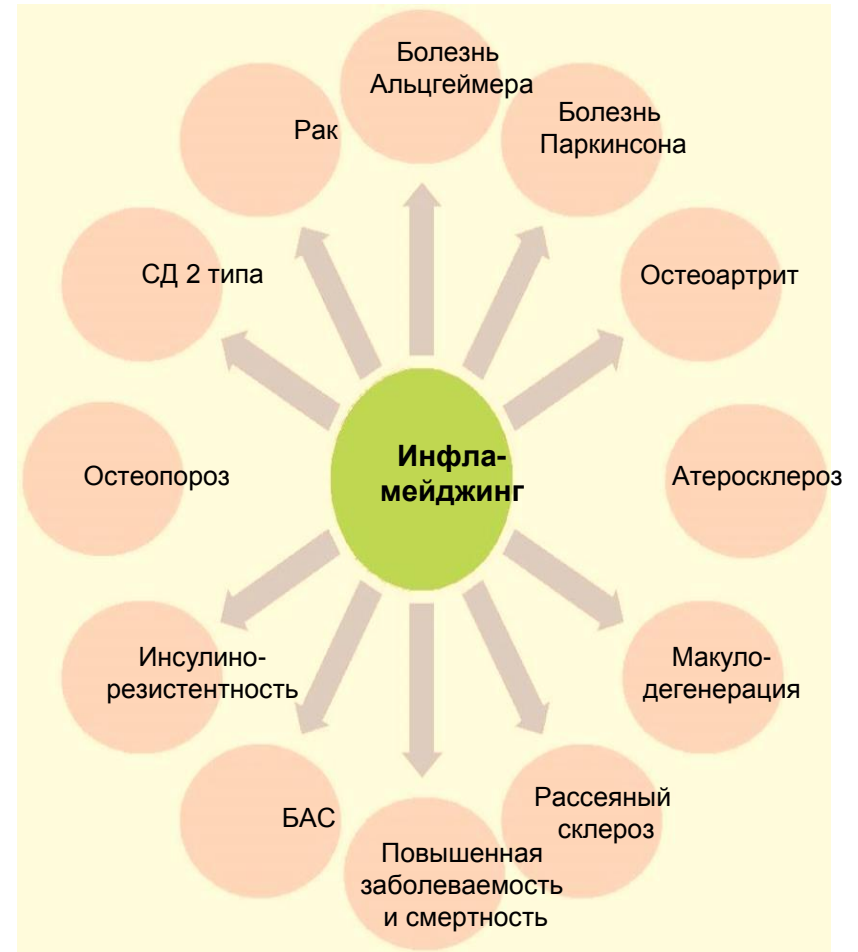 Болезнь
Альцгеймера
Болезнь
Паркинсона
Рак
СД 2 типа
Остеоартрит
Остеопороз
Инфла-
мейджинг
Атеросклероз
Инсулино-
резистентность
Макуло-
дегенерация
БАС
Рассеяный
склероз
Повышенная
заболеваемость
и смертность